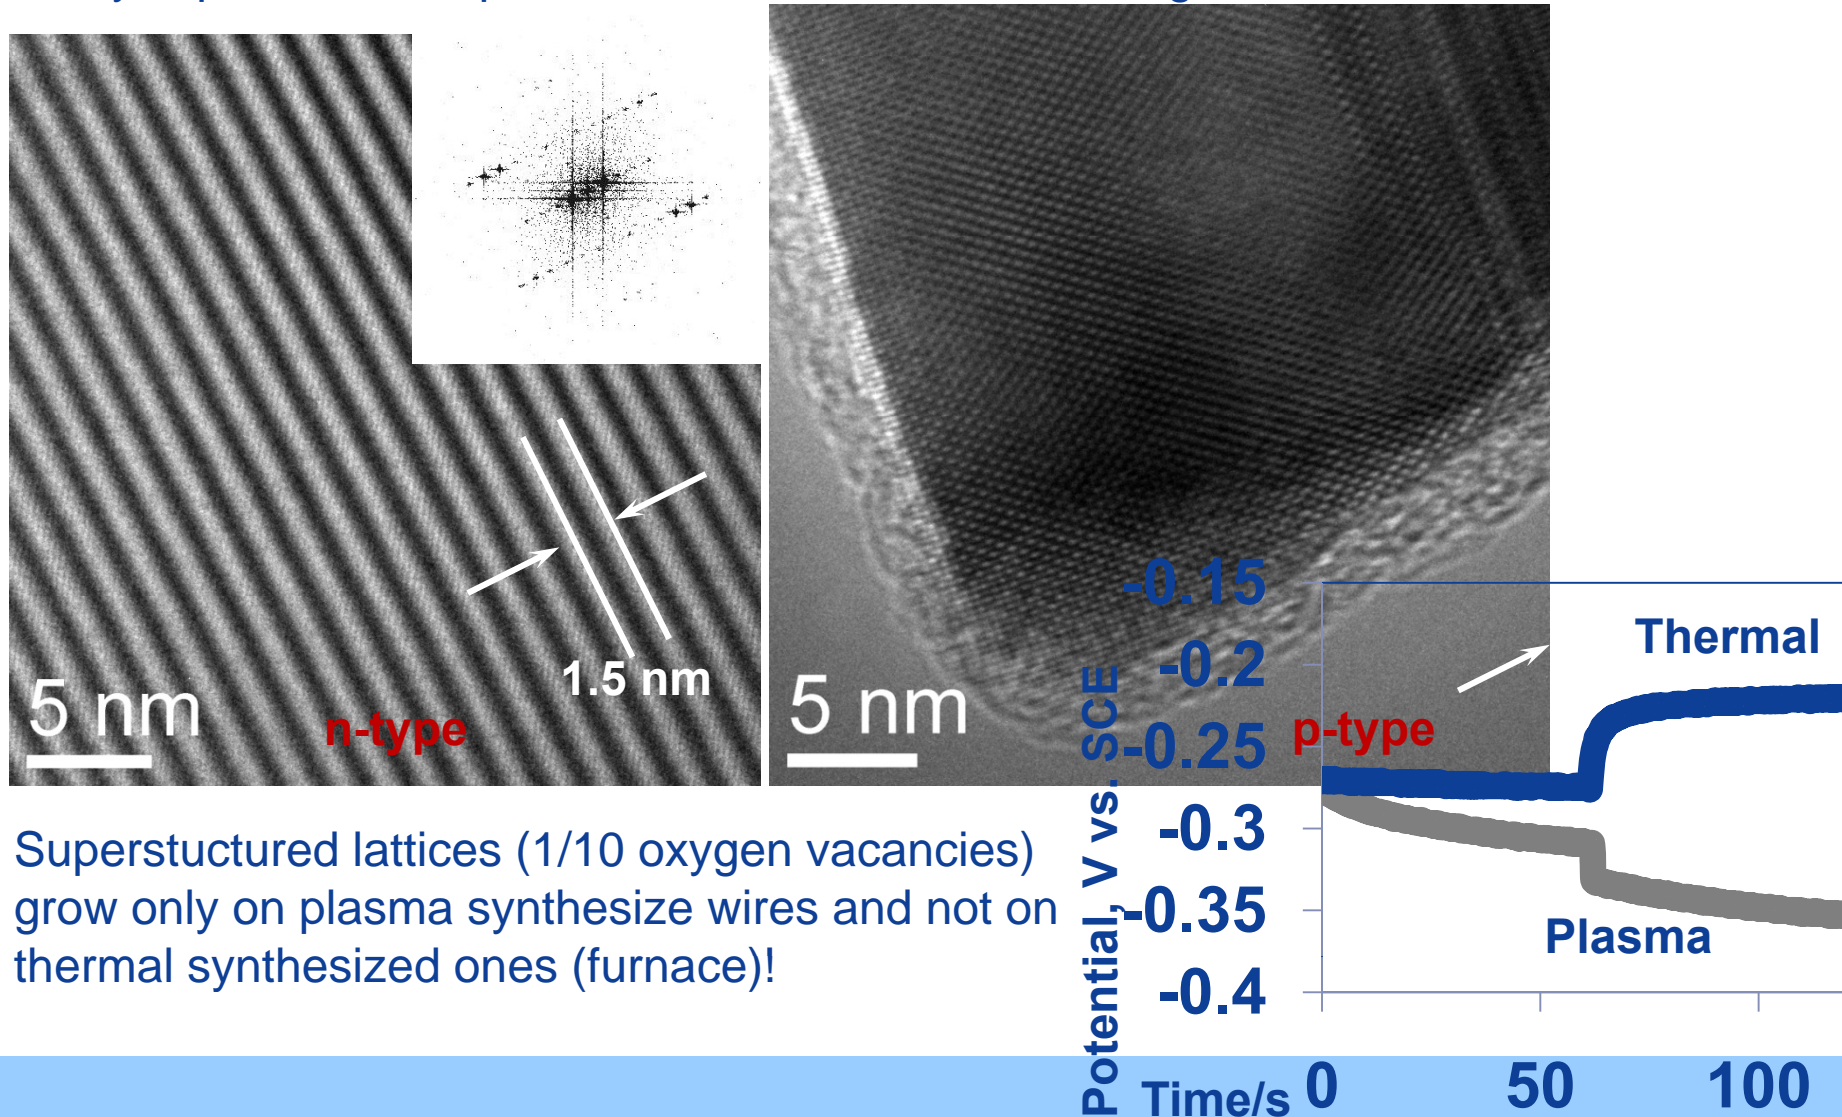 5 nm
1.5 nm
n-type
5 nm
p-type
Superstuctured lattices (1/10 oxygen vacancies)
grow only on plasma synthesize wires and not on
thermal synthesized ones (furnace)!
Potential, V vs. SCE
-0.15
-0.2
-0.25
-0.3
-0.35
-0.4
Thermal
Plasma
Time/s
0 50 100